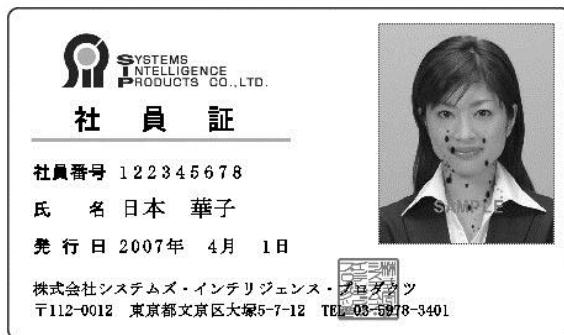 SYSTEMS
INTELLIGENCE
PRODUCTS CO.,LTD.
社員証
社員番号 122345678
氏名 日本 華子
発行日 2007年 4月 1日
SAMPLE
株式会社システムズ・インテリジェンス・プロダクツ
〒112-0012 東京都文京区大塚5-7-12 TEL 03-5978-3401